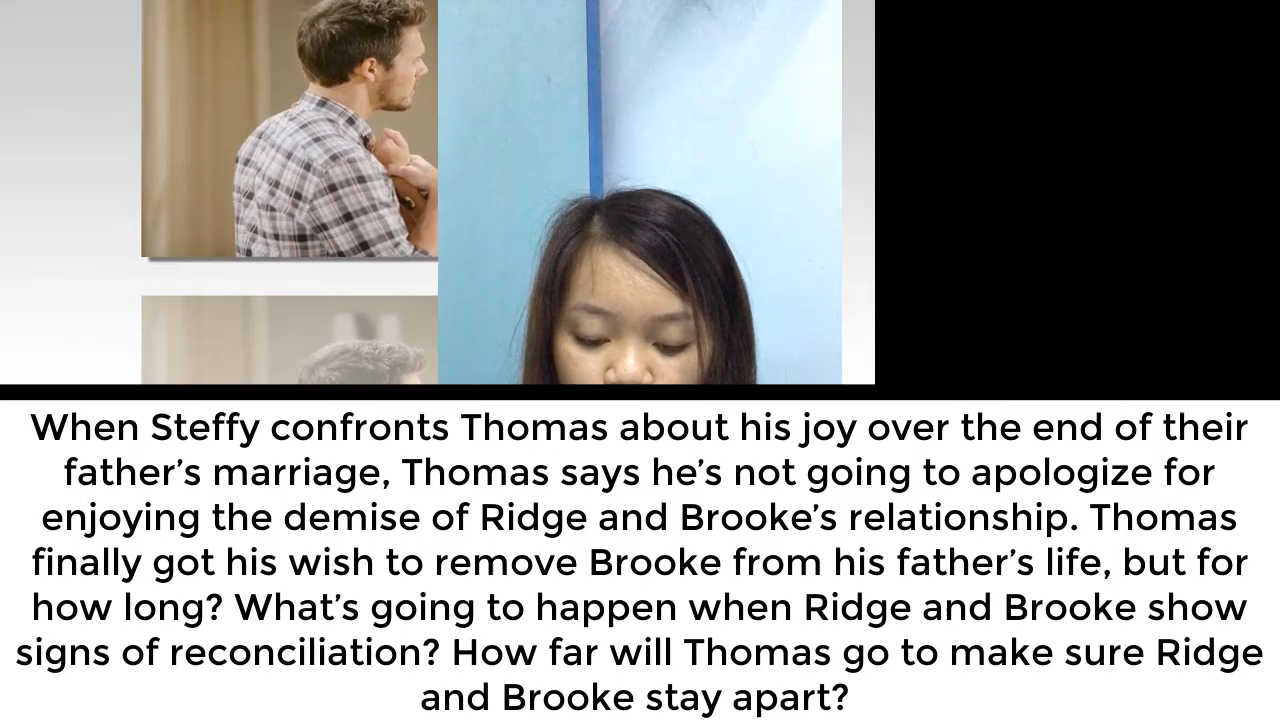 When Steffy confronts Thomas about his joy over the end of their
father’s marriage, Thomas says he’s not going to apologize for
enjoying the demise of Ridge and Brooke’s relationship. Thomas
finally got his wish to remove Brooke from his father’s life, but for
how long? What’s going to happen when Ridge and Brooke show
signs of reconciliation? How far will Thomas go to make sure Ridge
and Brooke stay apart?